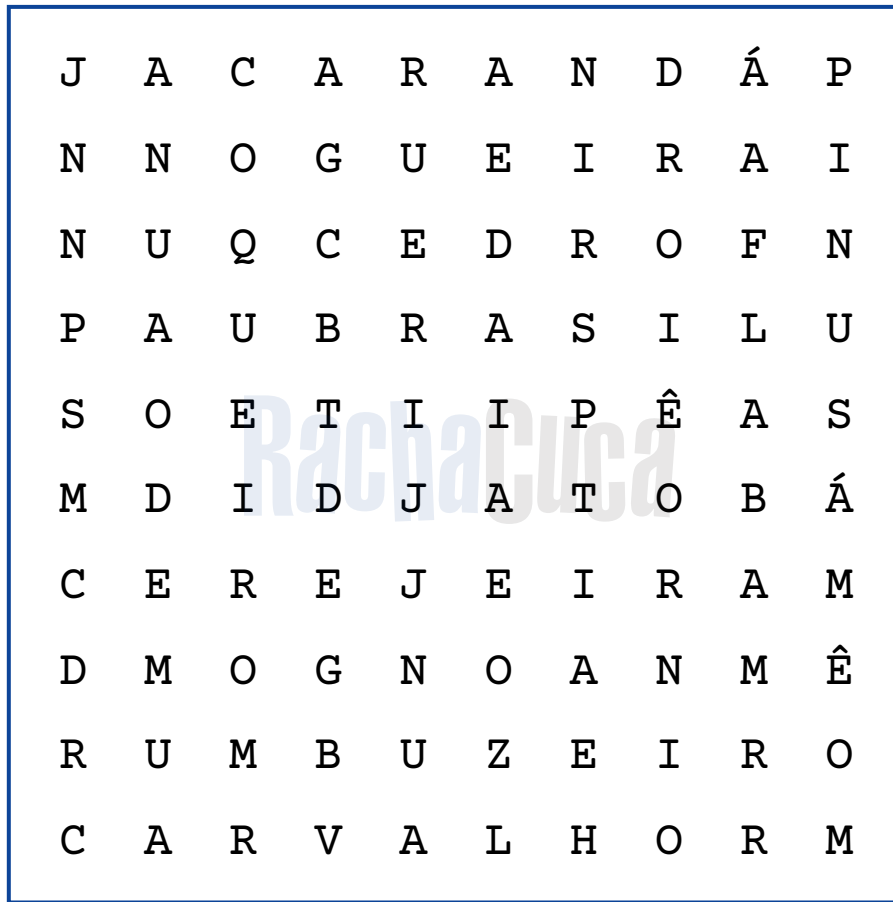 J A C A R A N D Á P
N N O G U E I R A I
N U Q C E D R O F N
P A U B R A S I L U
S O E T I I P Ê A S
M D I D J A T O B Á
C E R E J E I R A M
D M O G N O A N M Ê
R U M B U Z E I R O
C A R V A L H O R M
RachaCuca